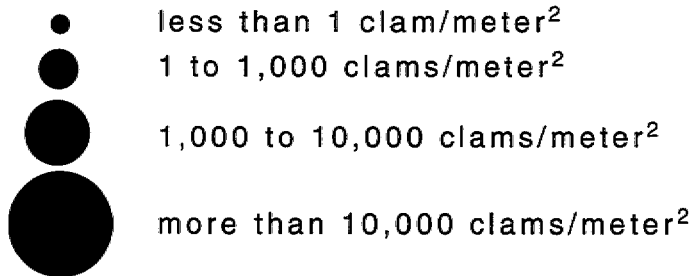 less than 1 clam/meter²
1 to 1,000 clams/meter²
1,000 to 10,000 clams/meter²
more than 10,000 clams/meter²